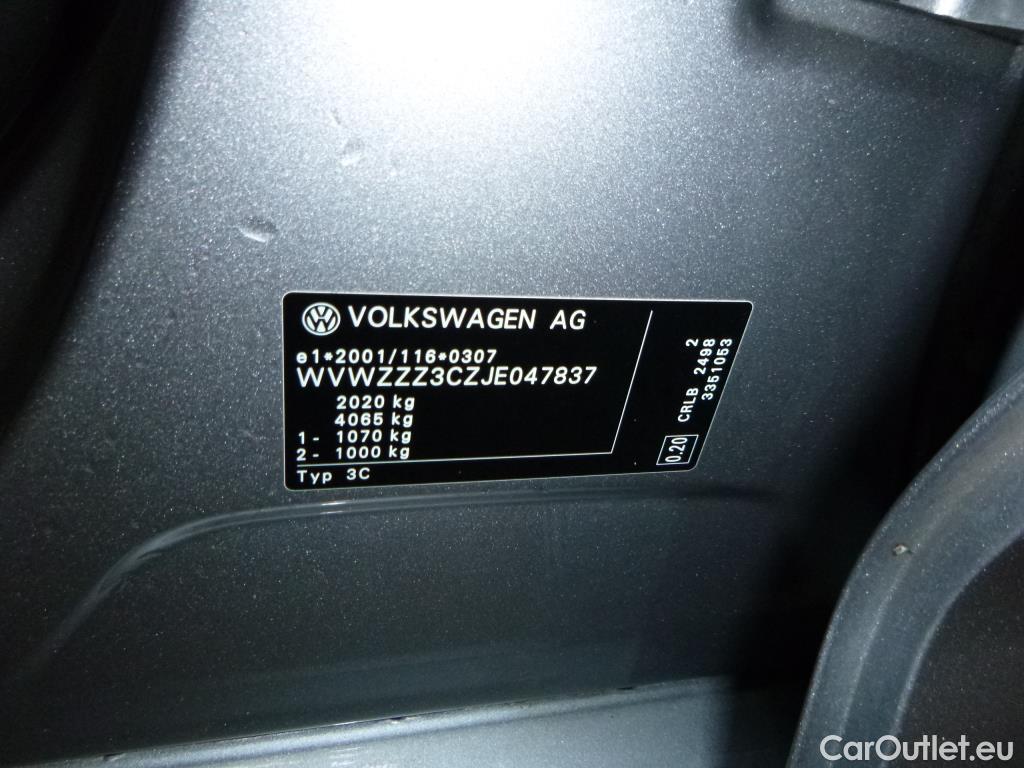 VOLKSWAGEN AG
e1*2001/116*0307
WVWZZZ3CZJE047837
2020 kg
4065 kg
1- 1070 kg
2- 1000 kg
Typ 3C
2
CRLB 2498
3351053
0.20
CarOutlet.eu